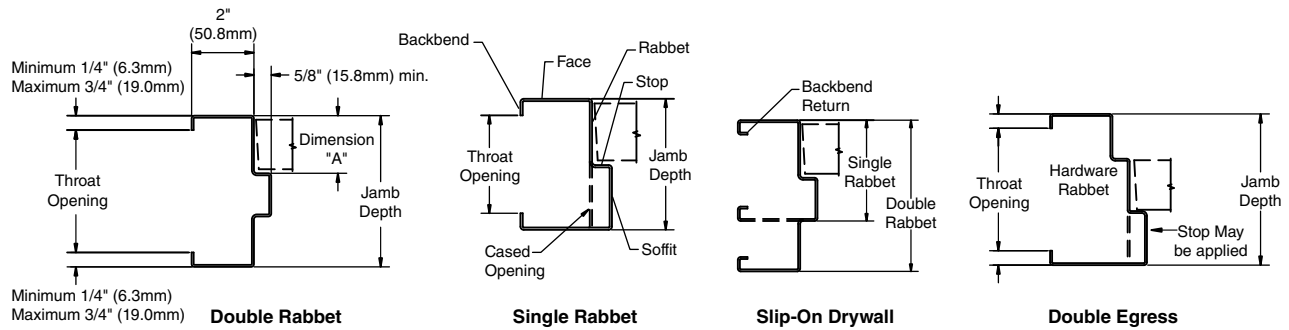 2"
(50.8mm)
Minimum 1/4" (6.3mm)
Maximum 3/4" (19.0mm)
5/8" (15.8mm) min.
Dimension
"A"
Throat
Opening
Jamb
Depth
Minimum 1/4" (6.3mm)
Maximum 3/4" (19.0mm)
Double Rabbet
Backbend
Face
Rabbet
Stop
Throat
Opening
Jamb
Depth
Cased
Opening
Soffit
Single Rabbet
Backbend
Return
Single
Rabbet
Double
Rabbet
Slip-On Drywall
Throat
Opening
Hardware
Rabbet
Jamb
Depth
Stop May
be applied
Double Egress